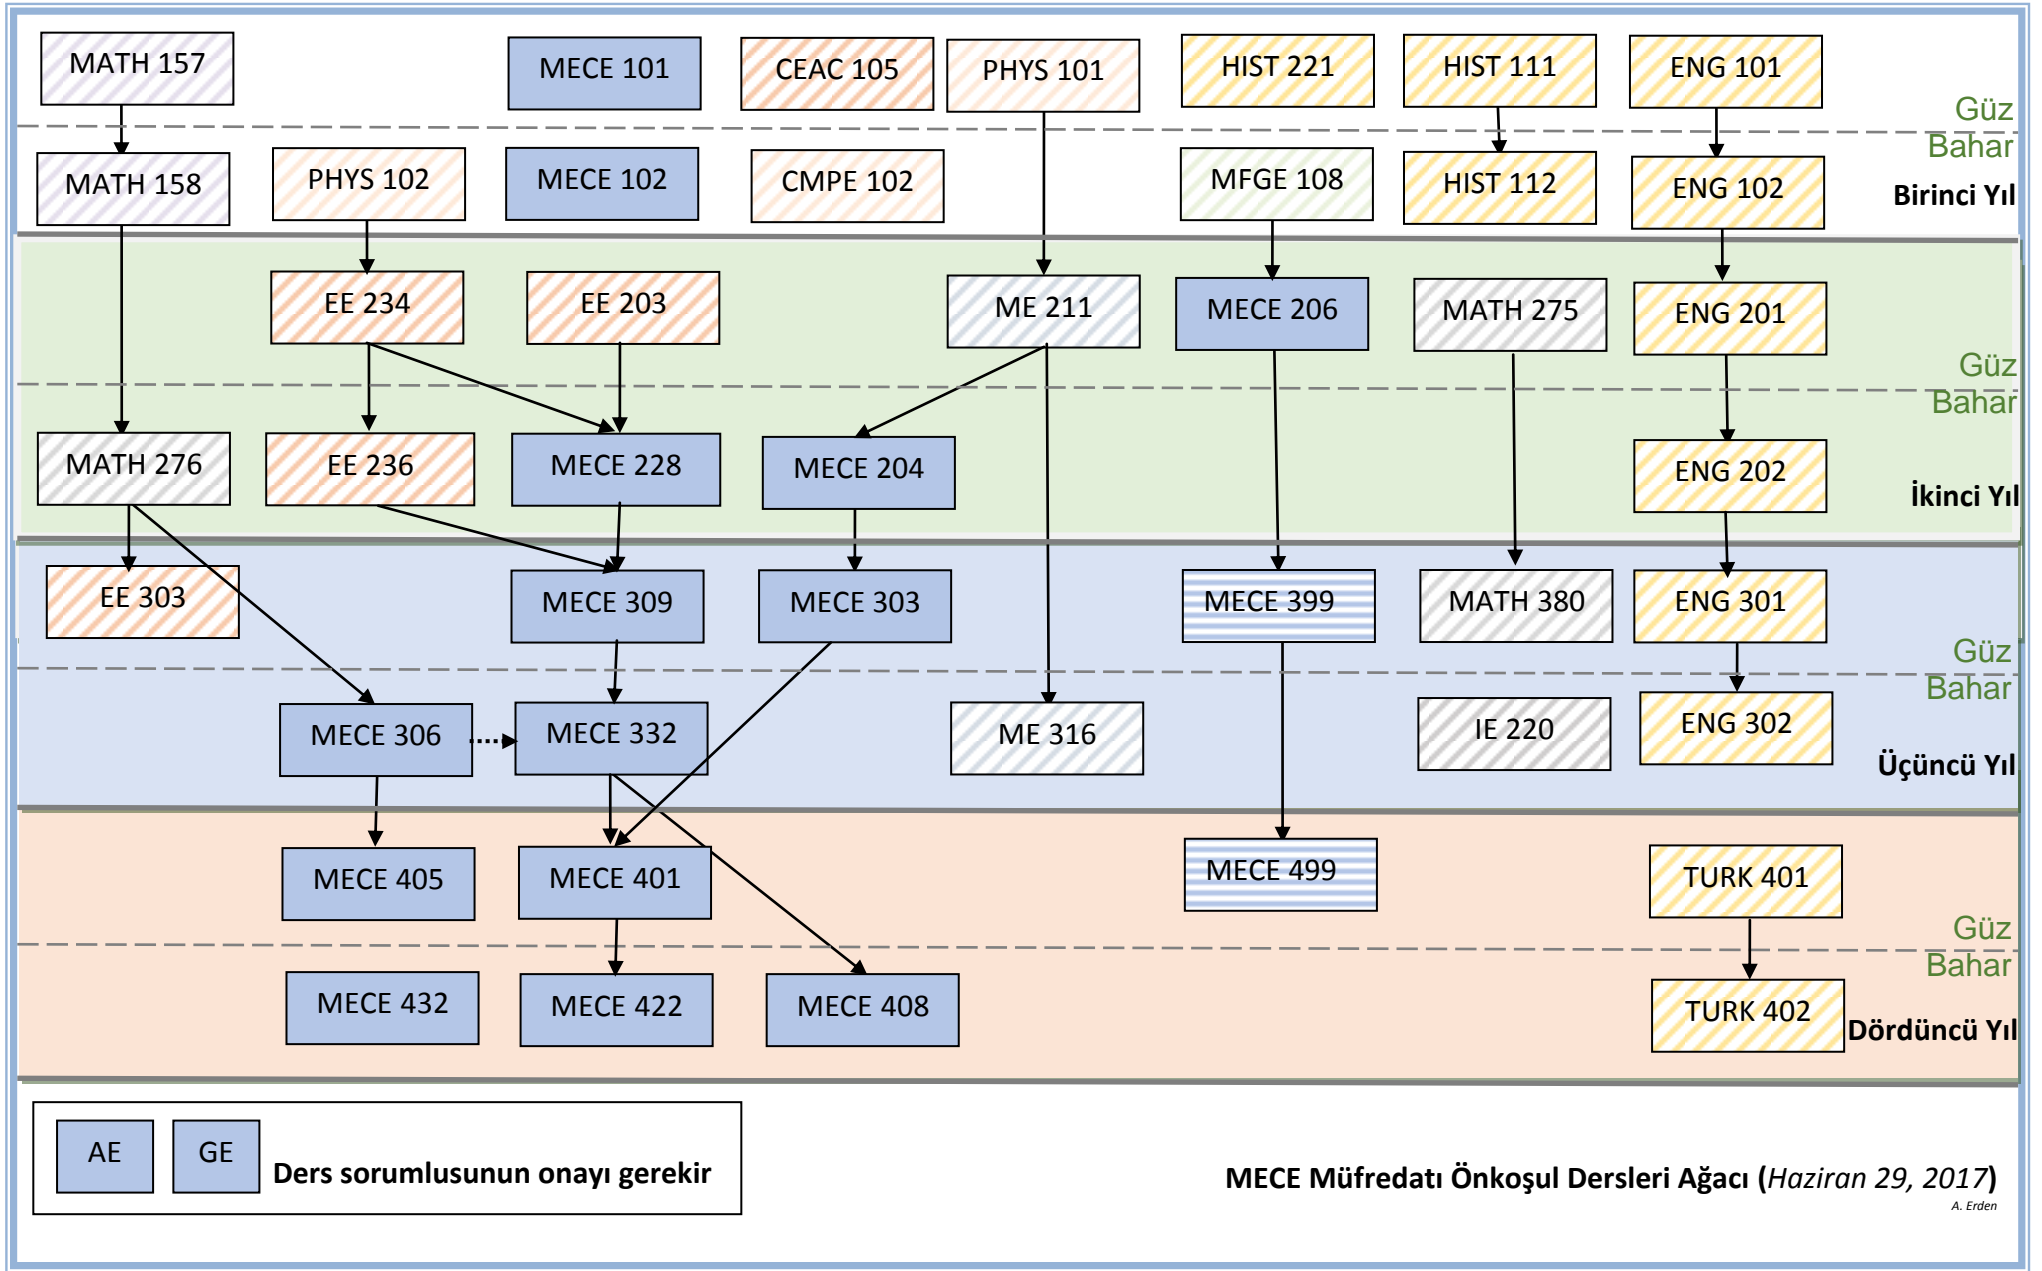 MATH 157
MECE 101
CEAC 105
PHYS 101
HIST 221
HIST 111
ENG 101
Güz
Bahar
MATH 158
PHYS 102
MECE 102
CMPE 102
MFGE 108
HIST 112
ENG 102
Birinci Yıl
EE 234
EE 203
ME 211
MECE 206
MATH 275
ENG 201
Güz
Bahar
MATH 276
EE 236
MECE 228
MECE 204
ENG 202
İkinci Yıl
EE 303
MECE 309
MECE 303
MECE 399
MATH 380
ENG 301
Güz
Bahar
MECE 306
MECE 332
ME 316
IE 220
ENG 302
Üçüncü Yıl
MECE 405
MECE 401
MECE 499
TURK 401
Güz
Bahar
MECE 432
MECE 422
MECE 408
TURK 402
Dördüncü Yıl
AE
GE
Ders sorumlusunun onayı gerekir
MECE Müfredatı Önkoşul Dersleri Ağacı (Haziran 29, 2017)
A. Erden